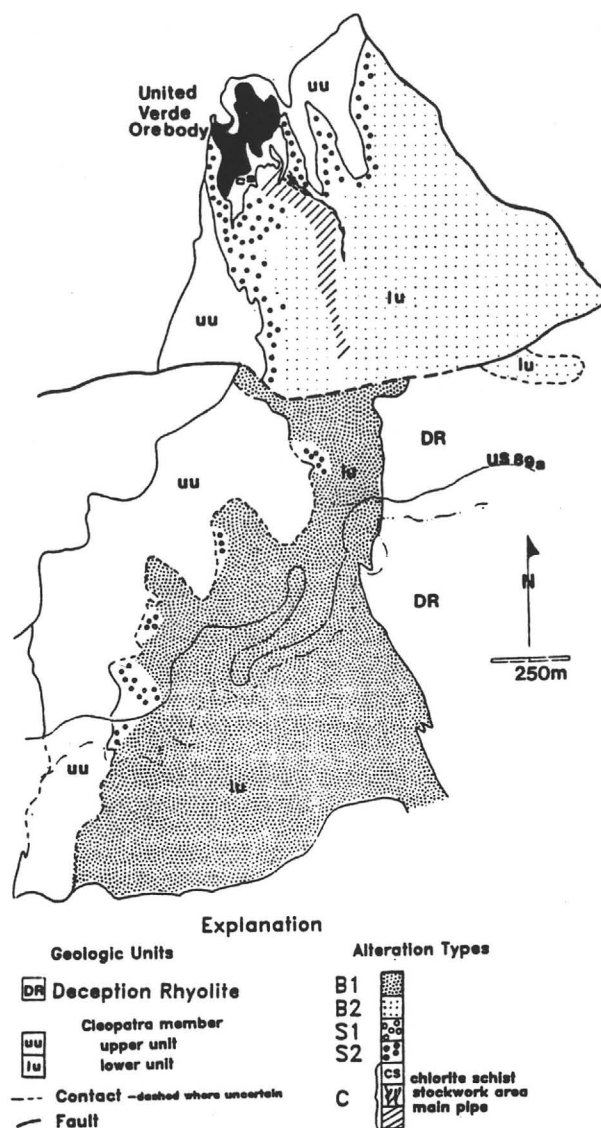 uu
United
Verde
Orebody
cs
lu
uu
lu
DR
uu
US 89a
lu
DR
N
250m
uu
lu
Explanation
Geologic Units
Alteration Types
DR Deception Rhyolite
B1
B2
Cleopatra member
S1
uu upper unit
S2
lu lower unit
cs chlorite schist
Contact -dashed where uncertain
C stockwork area
main pipe
Fault